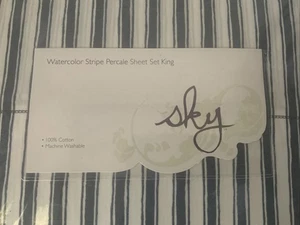 Watercolor Stripe Percale Sheet Set King
sky
• 100% Cotton
• Machine Washable